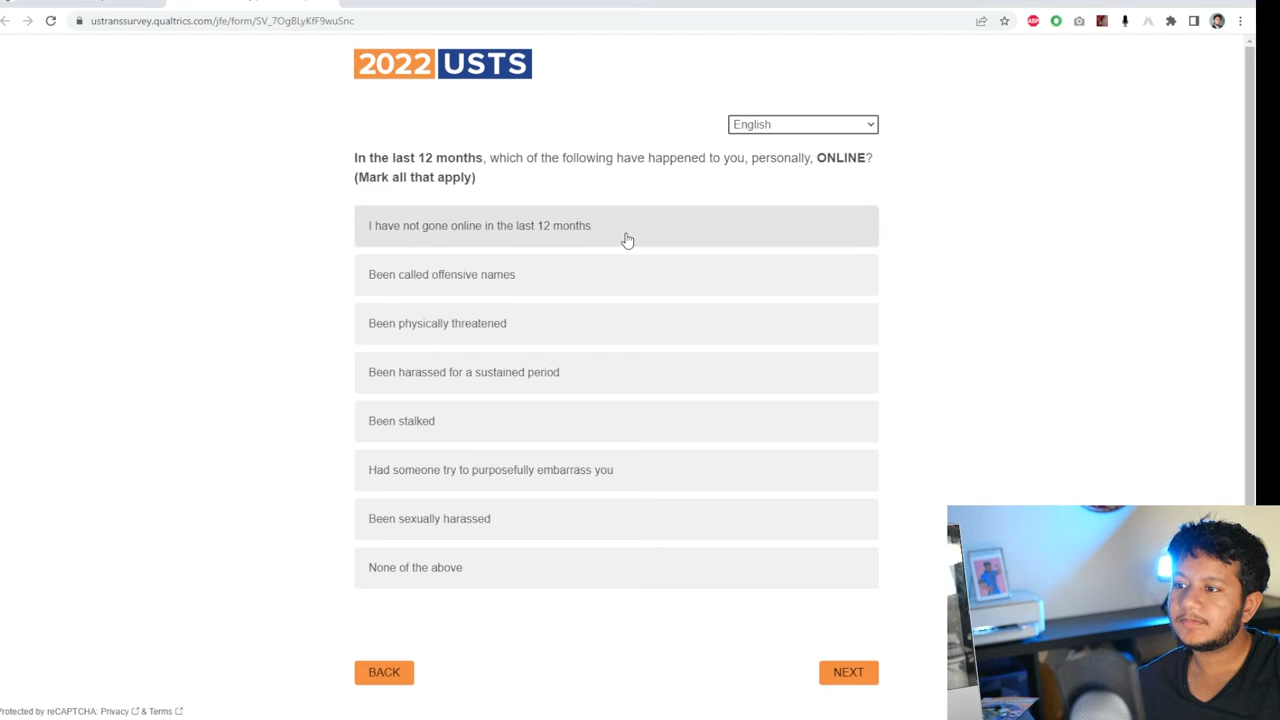 ustranssurvey.qualtrics.com/jfe/form/SV_7OgBLyKfF9wuSnc
ABP
2022 USTS
English
In the last 12 months, which of the following have happened to you, personally, ONLINE?
(Mark all that apply)
I have not gone online in the last 12 months
Been called offensive names
Been physically threatened
Been harassed for a sustained period
Been stalked
Had someone try to purposefully embarrass you
Been sexually harassed
None of the above
BACK
NEXT
Protected by reCAPTCHA: Privacy & Terms